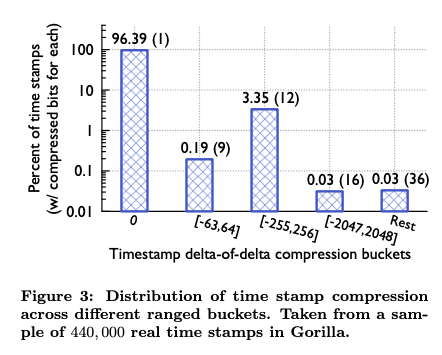 96.39 (1)
100
Percent of time stamps
(w/ compressed bits for each)
10
3.35 (12)
1
0.19 (9)
0.1
0.03 (16)
0.03 (36)
0.01
0
[-63,64]
[-255,256]
[-2047,2048]
Rest
Timestamp delta-of-delta compression buckets
Figure 3: Distribution of time stamp compression
across different ranged buckets. Taken from a sam-
ple of 440,000 real time stamps in Gorilla.